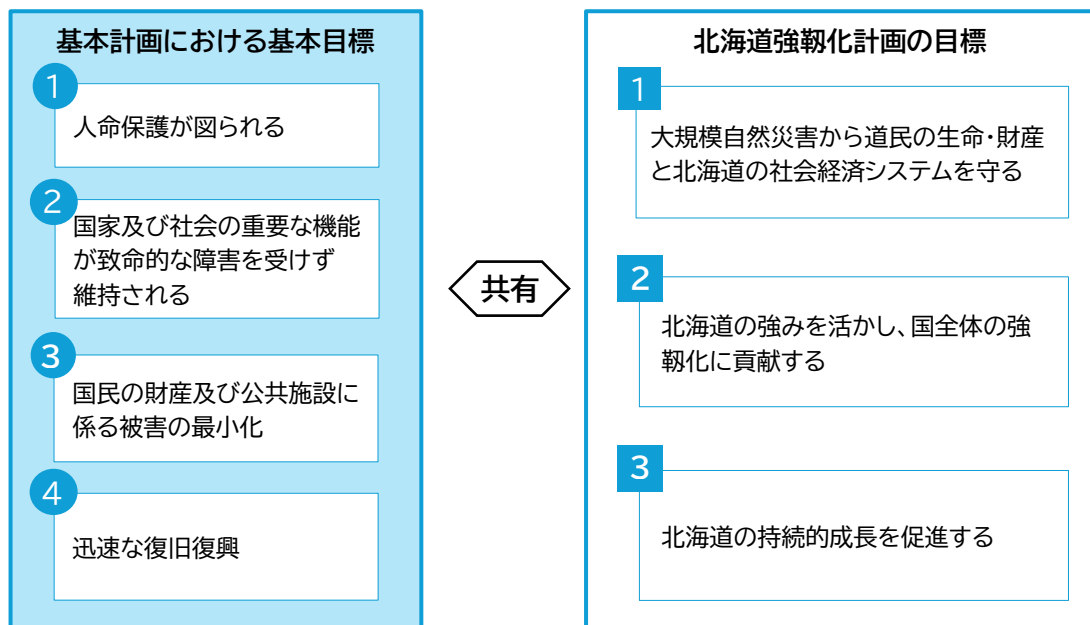 基本計画における基本目標
1
人命保護が図られる
2
国家及び社会の重要な機能
が致命的な障害を受けず
維持される
3
国民の財産及び公共施設に
係る被害の最小化
4
迅速な復旧復興
共有
北海道強靱化計画の目標
1
大規模自然災害から道民の生命・財産
と北海道の社会経済システムを守る
2
北海道の強みを活かし、国全体の強
靱化に貢献する
3
北海道の持続的成長を促進する